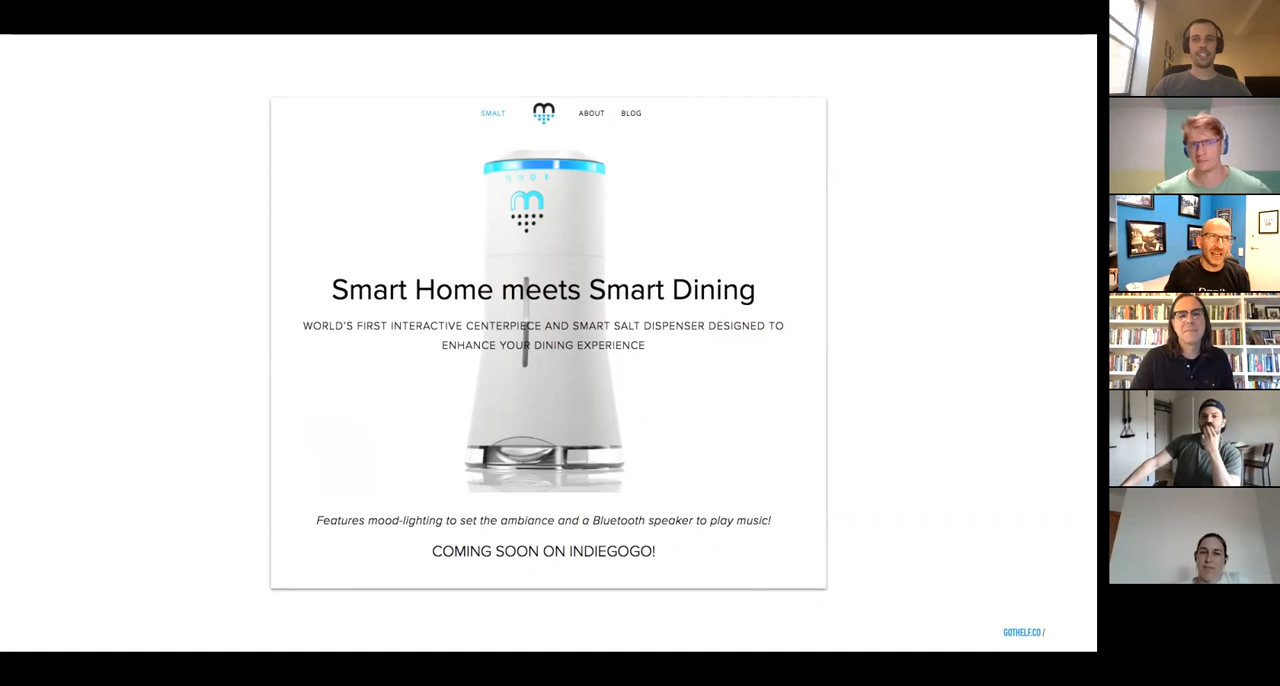 SMALT
ABOUT
BLOG
m
Smart Home meets Smart Dining
WORLD'S FIRST INTERACTIVE CENTERPIECE AND SMART SALT DISPENSER DESIGNED TO
ENHANCE YOUR DINING EXPERIENCE
Features mood-lighting to set the ambiance and a Bluetooth speaker to play music!
COMING SOON ON INDIEGOGO!
GOTHELF.CO /